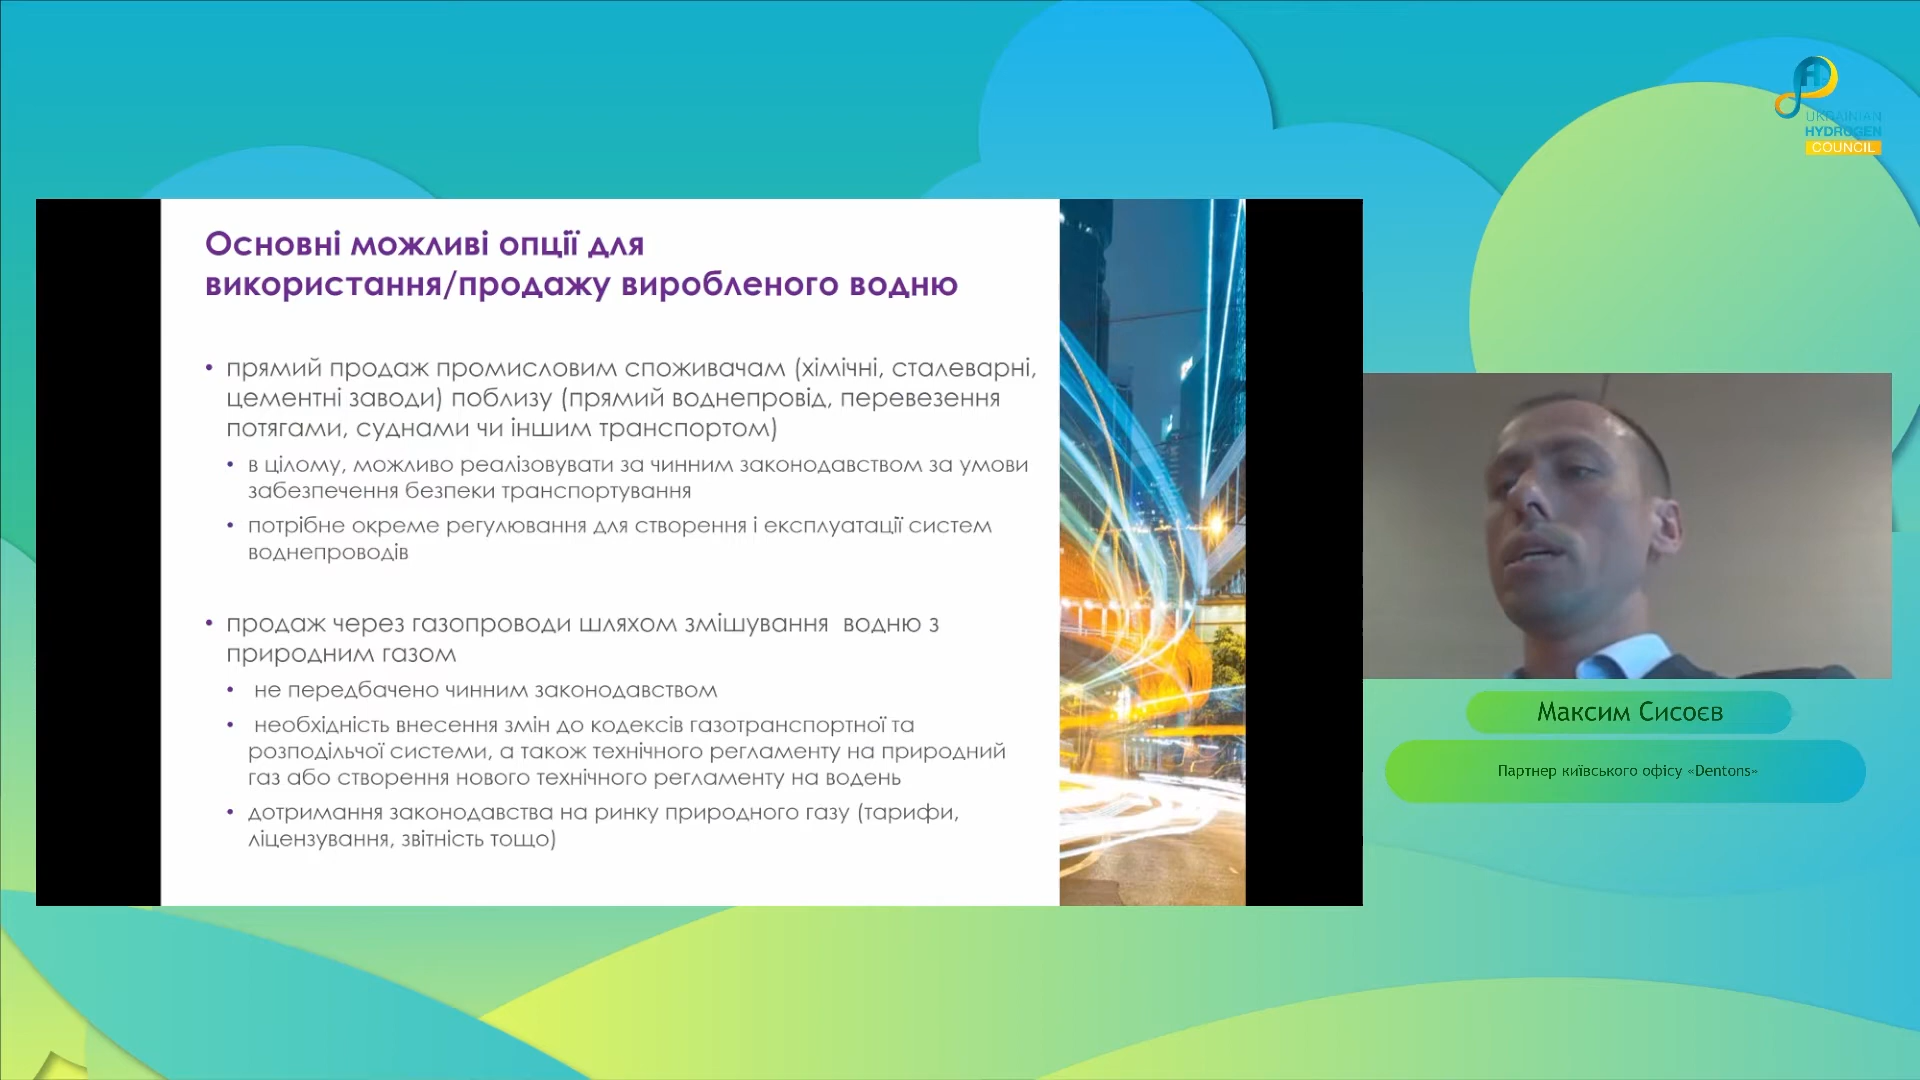 UKRAINIAN
HYDROGEN
COUNCIL
Основні можливі опції для
використання/продажу виробленого водню
• прямий продаж промисловим споживачам (хімічні, сталеварні,
цементні заводи) поблизу (прямий воднепровід, перевезення
потягами, суднами чи іншим транспортом)
• в цілому, можливо реалізовувати за чинним законодавством за умови
забезпечення безпеки транспортування
• потрібне окреме регулювання для створення і експлуатації систем
воднепроводів
• продаж через газопроводи шляхом змішування водню з
природним газом
• не передбачено чинним законодавством
• необхідність внесення змін до кодексів газотранспортної та
розподільчої системи, а також технічного регламенту на природний
газ або створення нового технічного регламенту на водень
• дотримання законодавства на ринку природного газу (тарифи,
ліцензування, звітність тощо)
Максим Сисоєв
Партнер київського офісу «Dentons»